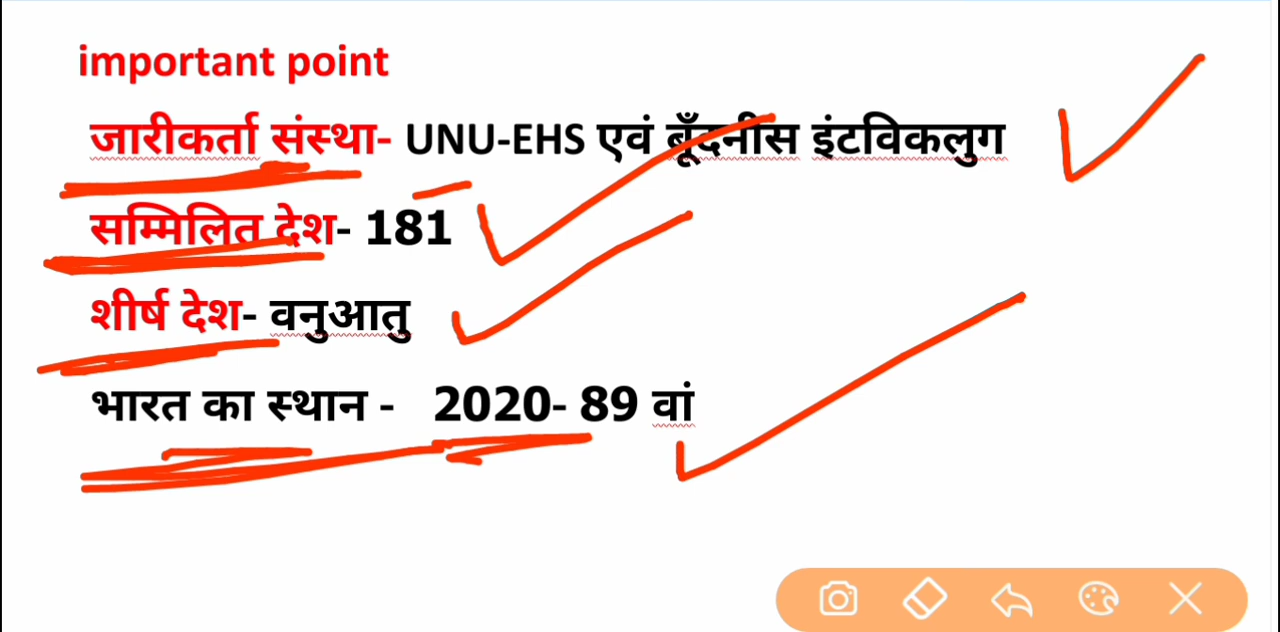 important point
जारीकर्ता संस्था- UNU-EHS एवं बूँदनीस इंटविकलुग
सम्मिलित देश- 181
शीर्ष देश- वनुआतु
भारत का स्थान - 2020- 89 वां